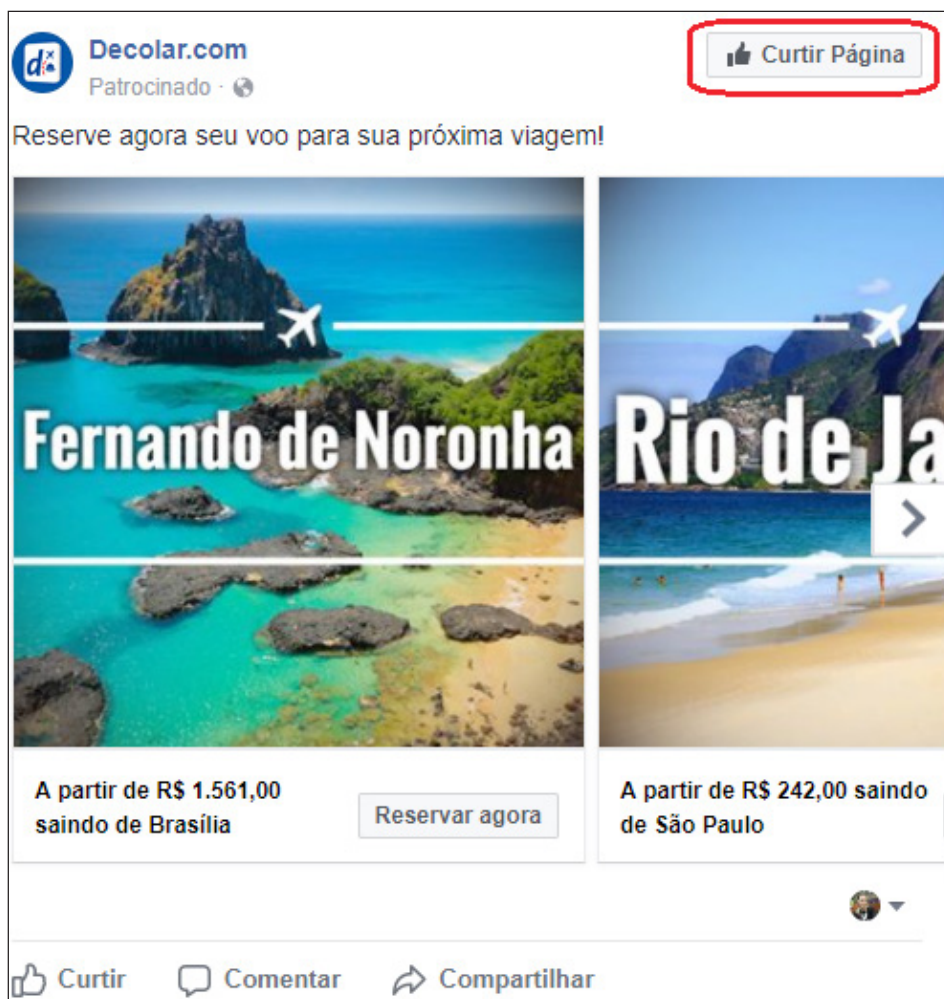 Decolar.com
Curtir Página
Patrocinado ·
Reserve agora seu voo para sua próxima viagem!
Fernando de Noronha
Rio de Ja
A partir de R$ 1.561,00
saindo de Brasília
Reservar agora
A partir de R$ 242,00 saindo
de São Paulo
Curtir
Comentar
Compartilhar